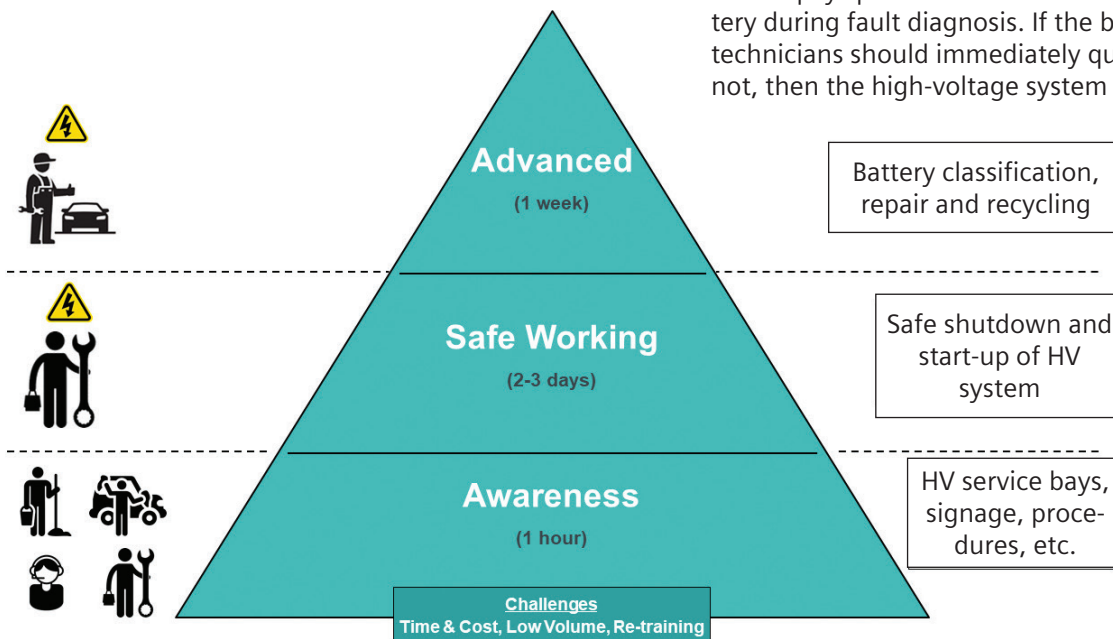 tery during fault diagnosis. If the b
technicians should immediately qu
not, then the high-voltage system
Advanced
(1 week)
Battery classification,
repair and recycling
Safe Working
(2-3 days)
Safe shutdown and
start-up of HV
system
Awareness
(1 hour)
HV service bays,
signage, proce-
dures, etc.
Challenges
Time & Cost, Low Volume, Re-training